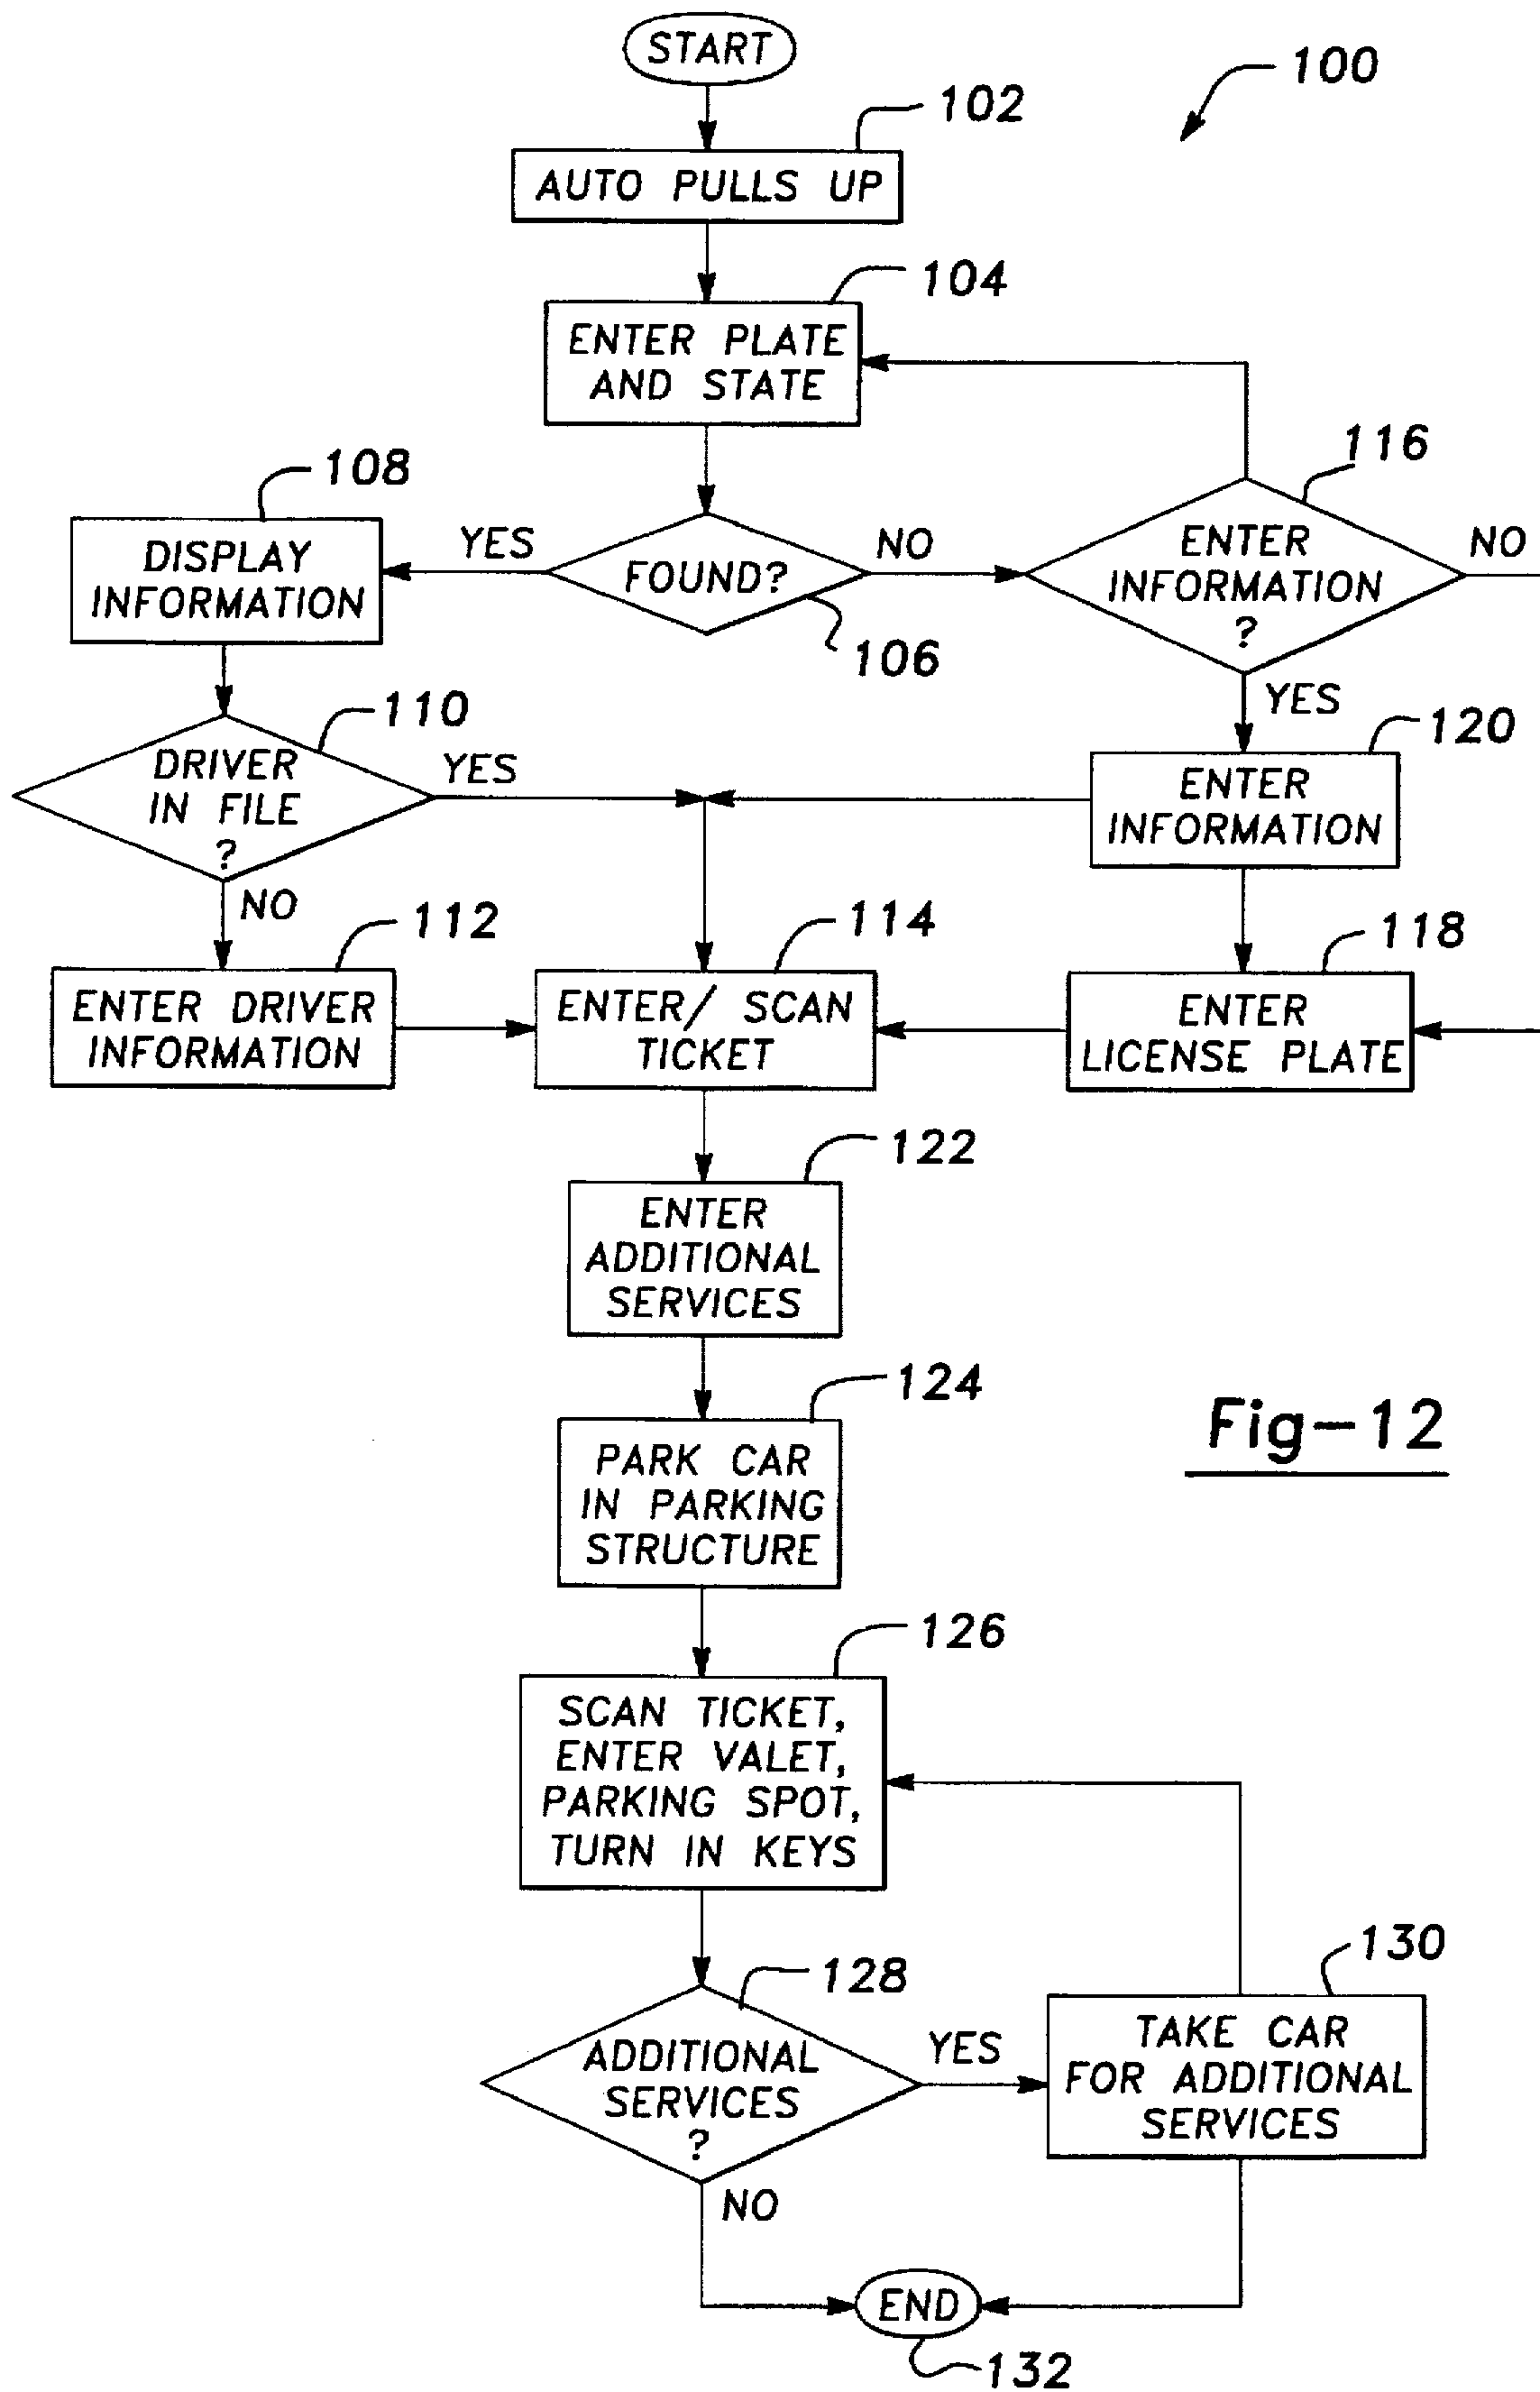 START
100
102
AUTO PULLS UP
104
ENTER PLATE
AND STATE
116
108
DISPLAY
INFORMATION
YES
FOUND?
NO
106
ENTER
INFORMATION
?
NO
YES
110
DRIVER
IN FILE
?
YES
NO
120
ENTER
INFORMATION
112
ENTER DRIVER
INFORMATION
114
ENTER/ SCAN
TICKET
118
ENTER
LICENSE PLATE
122
ENTER
ADDITIONAL
SERVICES
124
PARK CAR
IN PARKING
STRUCTURE
Fig-12
126
SCAN TICKET,
ENTER VALET,
PARKING SPOT,
TURN IN KEYS
128
ADDITIONAL
SERVICES
?
YES
NO
130
TAKE CAR
FOR ADDITIONAL
SERVICES
END
132